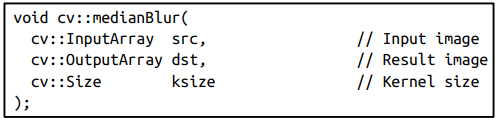 void cv::medianBlur(
  cv::InputArray  src,                  // Input image
  cv::OutputArray dst,                  // Result image
  cv::Size        ksize                 // Kernel size
);